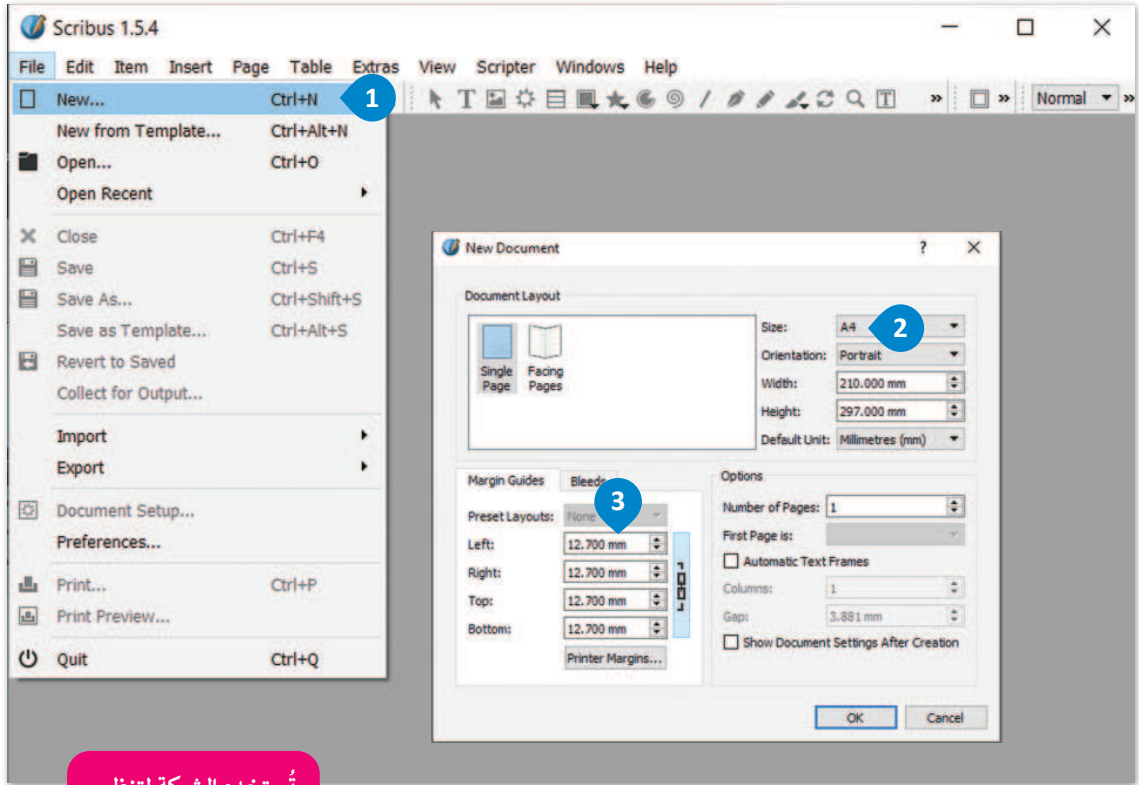 Scribus 1.5.4
File Edit Item Insert Page Table Extras View Scripter Windows Help
New... Ctrl+N
1
Normal
New from Template... Ctrl+Alt+N
Open... Ctrl+O
Open Recent
Close Ctrl+F4
Save Ctrl+S
Save As... Ctrl+Shift+S
Save as Template... Ctrl+Alt+S
Revert to Saved
Collect for Output...
Import
Export
Document Setup...
Preferences...
Print... Ctrl+P
Print Preview...
Quit Ctrl+Q
New Document
Document Layout
Single Page
Facing Pages
Size: A4
2
Orientation: Portrait
Width: 210.000 mm
Height: 297.000 mm
Default Unit: Millimetres (mm)
Margin Guides Bleeds
3
Preset Layouts: None
Left: 12.700 mm
Right: 12.700 mm
Top: 12.700 mm
Bottom: 12.700 mm
Printer Margins...
Options
Number of Pages: 1
First Page is:
Automatic Text Frames
Columns: 1
Gap: 3.881 mm
Show Document Settings After Creation
OK Cancel